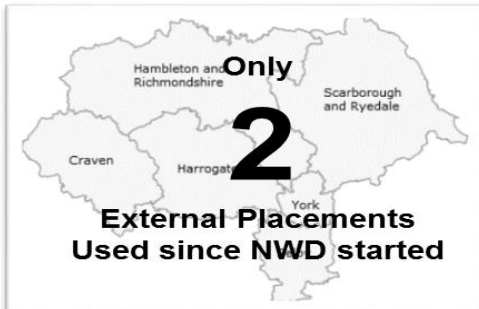 Only
Hambleton and
Richmondshire
Scarborough
and Ryedale
2
Craven
Harrogate
York
External Placements
Used since NWD started